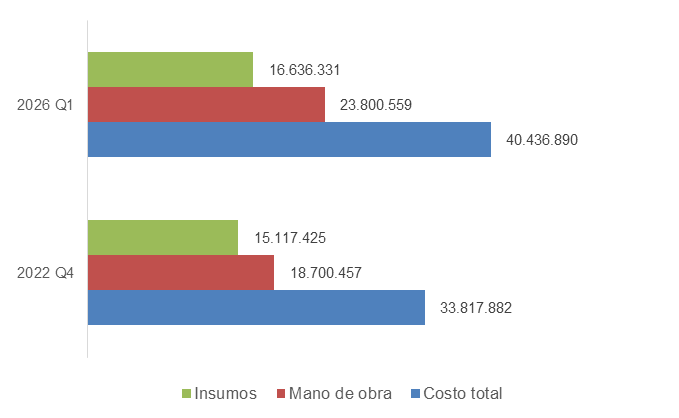 16.636.331
2026 Q1
23.800.559
40.436.890
15.117.425
2022 Q4
18.700.457
33.817.882
Insumos Mano de obra Costo total